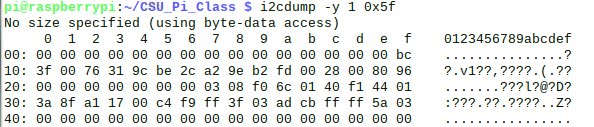 pi@raspberrypi:~/CSU_Pi_Class $ i2cdump -y 1 0x5f
No size specified (using byte-data access)
     0  1  2  3  4  5  6  7  8  9  a  b  c  d  e  f    0123456789abcdef
00: 00 00 00 00 00 00 00 00 00 00 00 00 00 00 00 bc    ...............?
10: 3f 00 76 31 9c be 2c a2 9e b2 fd 00 28 00 80 96    ?.v1??,????.(.??
20: 00 00 00 00 00 00 03 08 f0 6c 01 40 f1 44 01    .......???l?@?D?
30: 3a 8f a1 17 00 c4 f9 ff 3f 03 ad cb ff ff 5a 03    :???.??.????..Z?
40: 00 00 00 00 00 00 00 00 00 00 00 00 00 00 00 00    ................